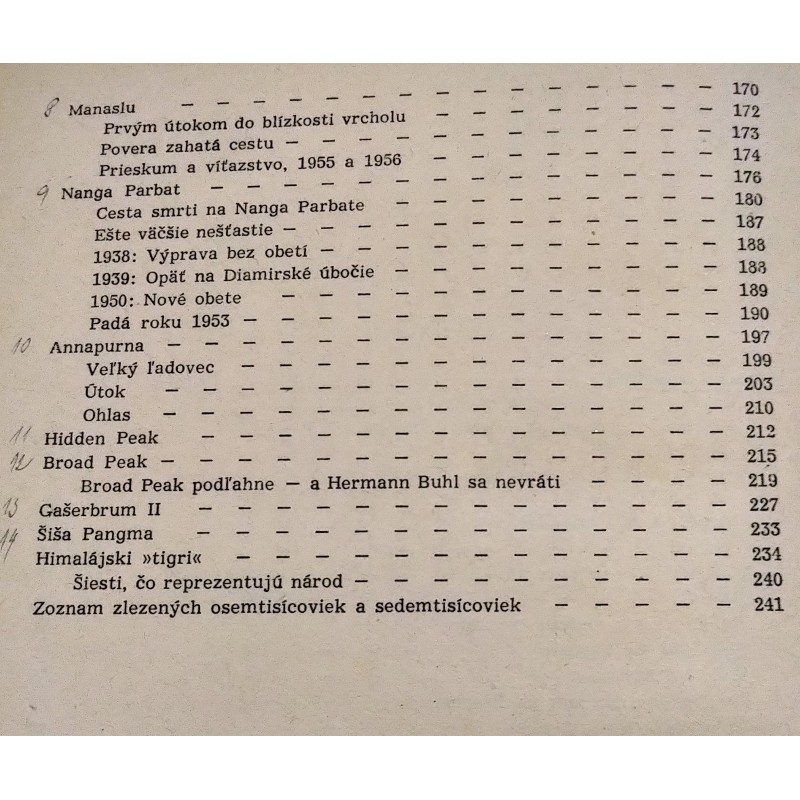 8 Manaslu — — — — — — — — — — — — — — 170
Prvým útokom do blízkosti vrcholu — — — — — — — 172
Povera zahatá cestu — — — — — — — — — — — 173
Prieskum a víťazstvo, 1955 a 1956 — — — — — — — 174
9 Nanga Parbat — — — — — — — — — — — — — 176
Cesta smrti na Nanga Parbate — — — — — — — — 180
Ešte väčšie nešťastie — — — — — — — — — — — 187
1938: Výprava bez obetí — — — — — — — — — — 188
1939: Opäť na Diamirské úbočie — — — — — — — — 188
1950: Nové obete — — — — — — — — — — — 189
Padá roku 1953 — — — — — — — — — — — — 190
10 Annapurna — — — — — — — — — — — — — — 197
Veľký ľadovec — — — — — — — — — — — — 199
Útok — — — — — — — — — — — — — — 203
Ohlas — — — — — — — — — — — — — — 210
11 Hidden Peak — — — — — — — — — — — — — 212
12 Broad Peak — — — — — — — — — — — — — — 215
Broad Peak podľahne — a Hermann Buhl sa nevráti — — — — 219
13 Gašerbrum II — — — — — — — — — — — — — 227
14 Šiša Pangma — — — — — — — — — — — — — 233
Himalájski »tigri« — — — — — — — — — — — — 234
Šiesti, čo reprezentujú národ — — — — — — — — — 240
Zoznam zlezených osemtisícoviek a sedemtisícoviek — — — — — 241